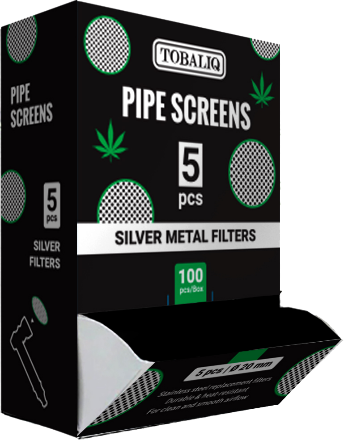 TOBALIQ
PIPE SCREENS
5
pcs
SILVER METAL FILTERS
100
pcs/Box
PIPE
SCREENS
5
pcs
SILVER
FILTERS
5 pcs | Ø 20 mm
Stainless steel replacement filters
Durable & heat resistant
For clean and smooth airflow